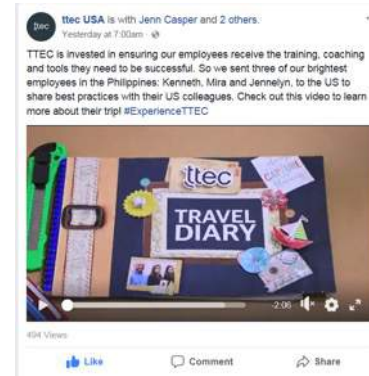 ttec USA is with Jenn Casper and 2 others.
Yesterday at 7:00am ·
TTEC is invested in ensuring our employees receive the training, coaching
and tools they need to be successful. So we sent three of our brightest
employees in the Philippines: Kenneth, Mira and Jennelyn, to the US to
share best practices with their US colleagues. Check out this video to learn
more about their trip! #ExperienceTTEC
ttec
TRAVEL
DIARY
-2:06
494 Views
Like Comment Share